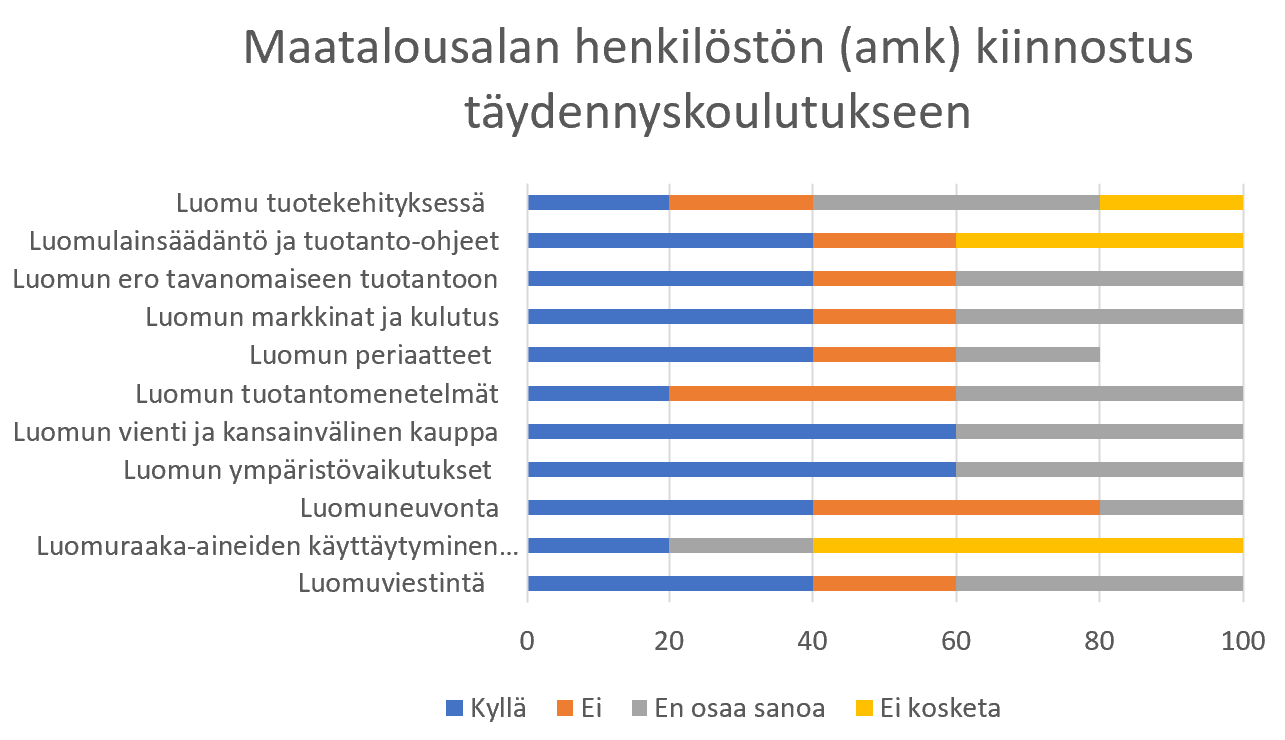 Maatalousalan henkilöstön (amk) kiinnostus
täydennyskoulutukseen
Luomu tuotekehityksessä
Luomulainsäädäntö ja tuotanto-ohjeet
Luomun ero tavanomaiseen tuotantoon
Luomun markkinat ja kulutus
Luomun periaatteet
Luomun tuotantomenetelmät
Luomun vienti ja kansainvälinen kauppa
Luomun ympäristövaikutukset
Luomuneuvonta
Luomuraaka-aineiden käyttäytyminen…
Luomuviestintä
0 20 40 60 80 100
Kyllä Ei En osaa sanoa Ei kosketa